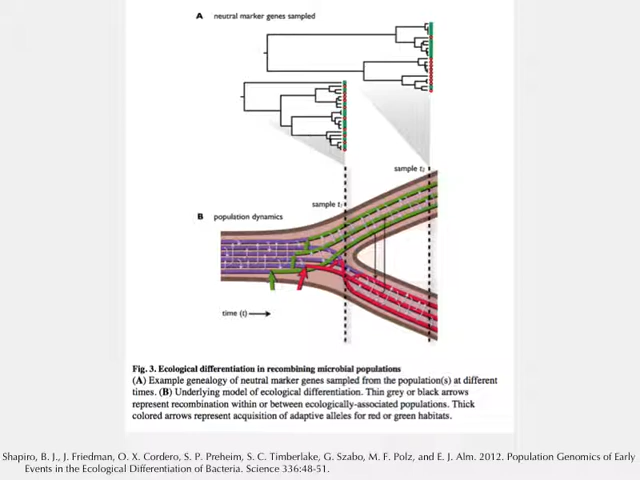 A neutral marker genes sampled
sample t₂
sample t₁
B population dynamics
time (t)
Fig. 3. Ecological differentiation in recombining microbial populations
(A) Example genealogy of neutral marker genes sampled from the population(s) at different
times. (B) Underlying model of ecological differentiation. Thin grey or black arrows
represent recombination within or between ecologically-associated populations. Thick
colored arrows represent acquisition of adaptive alleles for red or green habitats.
Shapiro, B. J., J. Friedman, O. X. Cordero, S. P. Preheim, S. C. Timberlake, G. Szabo, M. F. Polz, and E. J. Alm. 2012. Population Genomics of Early
Events in the Ecological Differentiation of Bacteria. Science 336:48-51.